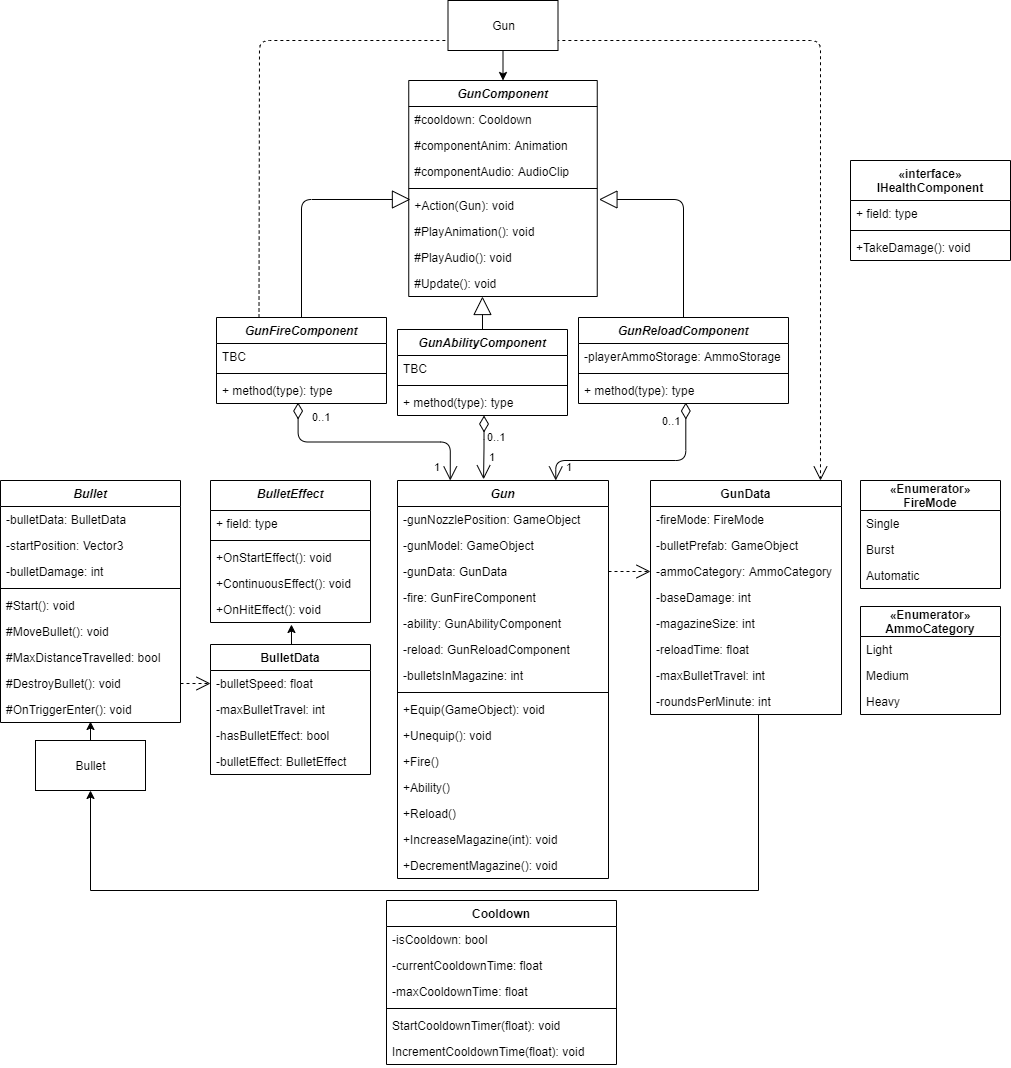 Gun
GunComponent
#cooldown: Cooldown
#componentAnim: Animation
#componentAudio: AudioClip
+Action(Gun): void
#PlayAnimation(): void
#PlayAudio(): void
#Update(): void
«interface»
IHealthComponent
+ field: type
+TakeDamage(): void
GunFireComponent
TBC
+ method(type): type
0..1
1
GunAbilityComponent
TBC
+ method(type): type
0..1
1
GunReloadComponent
-playerAmmoStorage: AmmoStorage
+ method(type): type
0..1
1
Bullet
-bulletData: BulletData
-startPosition: Vector3
-bulletDamage: int
#Start(): void
#MoveBullet(): void
#MaxDistanceTravelled: bool
#DestroyBullet(): void
#OnTriggerEnter(): void
Bullet
BulletEffect
+ field: type
+OnStartEffect(): void
+ContinuousEffect(): void
+OnHitEffect(): void
BulletData
-bulletSpeed: float
-maxBulletTravel: int
-hasBulletEffect: bool
-bulletEffect: BulletEffect
Gun
-gunNozzlePosition: GameObject
-gunModel: GameObject
-gunData: GunData
-fire: GunFireComponent
-ability: GunAbilityComponent
-reload: GunReloadComponent
-bulletsInMagazine: int
+Equip(GameObject): void
+Unequip(): void
+Fire()
+Ability()
+Reload()
+IncreaseMagazine(int): void
+DecrementMagazine(): void
GunData
-fireMode: FireMode
-bulletPrefab: GameObject
-ammoCategory: AmmoCategory
-baseDamage: int
-magazineSize: int
-reloadTime: float
-maxBulletTravel: int
-roundsPerMinute: int
«Enumerator»
FireMode
Single
Burst
Automatic
«Enumerator»
AmmoCategory
Light
Medium
Heavy
Cooldown
-isCooldown: bool
-currentCooldownTime: float
-maxCooldownTime: float
StartCooldownTimer(float): void
IncrementCooldownTime(float): void